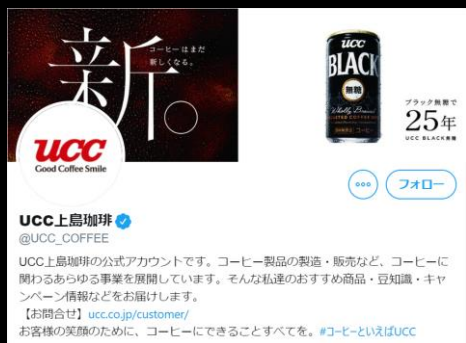 新。
コーヒーはまだ
新しくなる。
UCC
BLACK
無糖
ブラック無糖で
25年
UCC BLACK無糖
UCC
Good Coffee Smile
フォロー
UCC上島珈琲
@UCC_COFFEE
UCC上島珈琲の公式アカウントです。コーヒー製品の製造・販売など、コーヒーに
関わるあらゆる事業を展開しています。そんな私達のおすすめ商品・豆知識・キャ
ンペーン情報などをお届けします。
【お問合せ】ucc.co.jp/customer/
お客様の笑顔のために、コーヒーにできることすべてを。#コーヒーといえばUCC